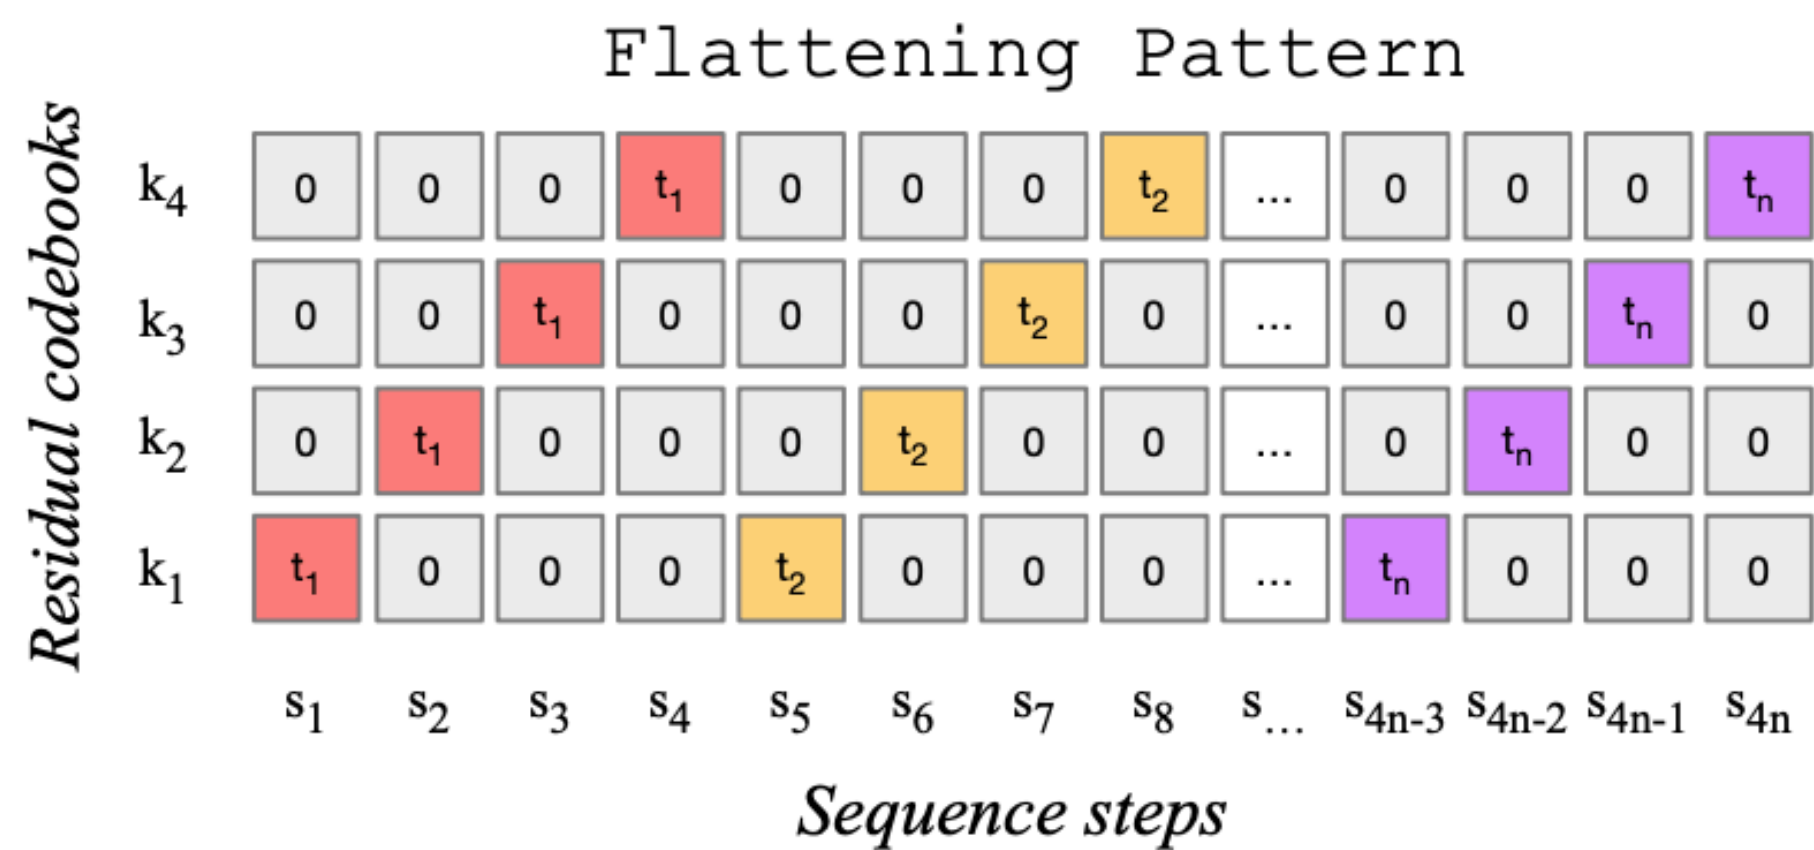 Flattening Pattern
Residual codebooks
k4 0 0 0 t1 0 0 0 t2 ... 0 0 0 tn
k3 0 0 t1 0 0 0 t2 0 ... 0 0 tn 0
k2 0 t1 0 0 0 t2 0 0 ... 0 tn 0 0
k1 t1 0 0 0 t2 0 0 0 ... tn 0 0 0
s1 s2 s3 s4 s5 s6 s7 s8 s... s4n-3 s4n-2 s4n-1 s4n
Sequence steps